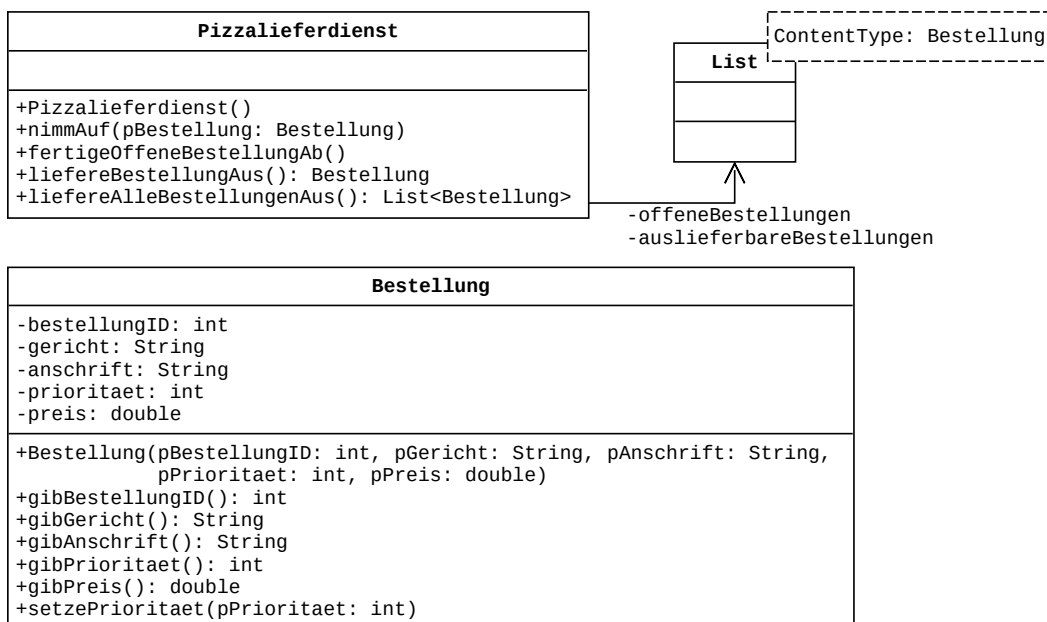 Pizzalieferdienst
+Pizzalieferdienst()
+nimmAuf(pBestellung: Bestellung)
+fertigeOffeneBestellungAb()
+liefereBestellungAus(): Bestellung
+liefereAlleBestellungenAus(): List<Bestellung>
ContentType: Bestellung
List
-offeneBestellungen
-auslieferbareBestellungen
Bestellung
-bestellungID: int
-gericht: String
-anschrift: String
-prioritaet: int
-preis: double
+Bestellung(pBestellungID: int, pGericht: String, pAnschrift: String,
pPrioritaet: int, pPreis: double)
+gibBestellungID(): int
+gibGericht(): String
+gibAnschrift(): String
+gibPrioritaet(): int
+gibPreis(): double
+setzePrioritaet(pPrioritaet: int)